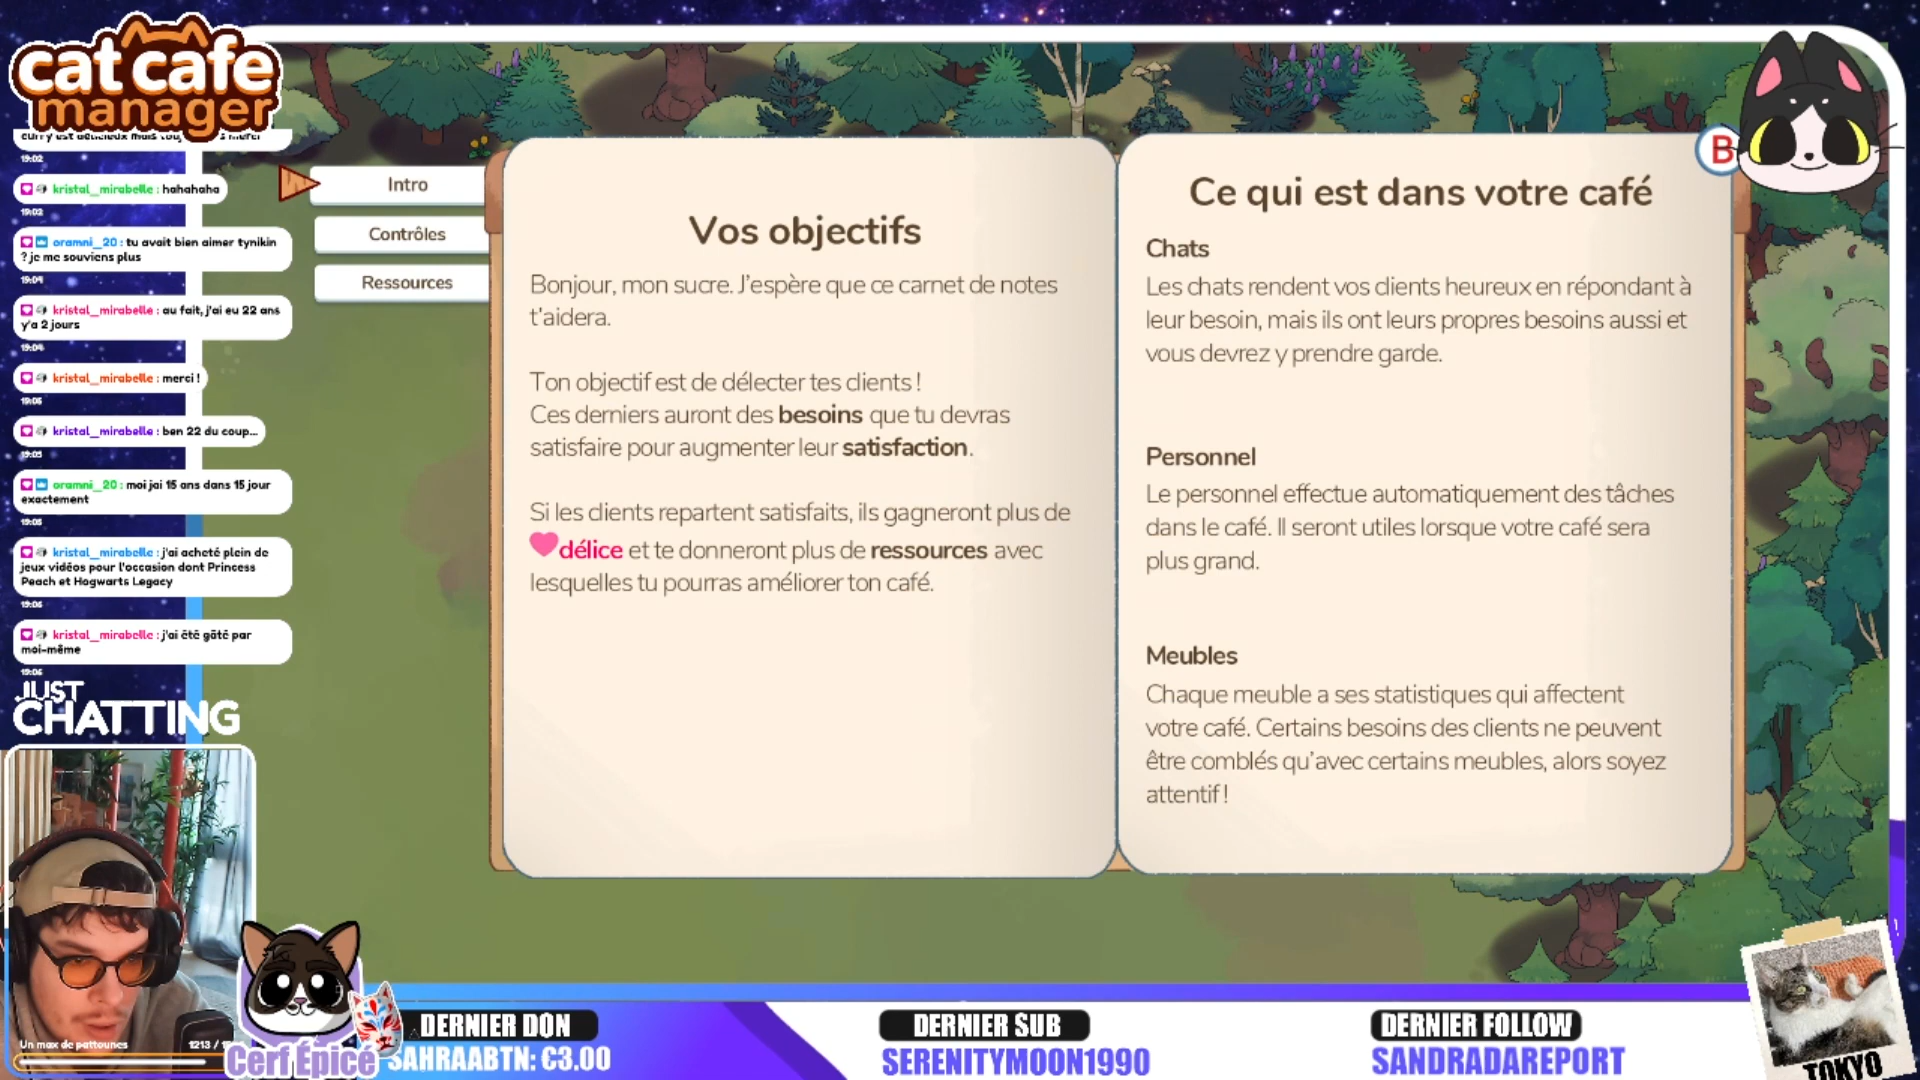 cat cafe
manager
19:02
kristal_mirabelle : hahahaha
19:02
oramni_20 : tu avait bien aimer tynikin
? je me souviens plus
19:04
kristal_mirabelle : au fait, j'ai eu 22 ans
y'a 2 jours
19:04
kristal_mirabelle : merci !
19:05
kristal_mirabelle : ben 22 du coup...
19:05
oramni_20 : moi jai 15 ans dans 15 jour
exactement
19:05
kristal_mirabelle : j'ai acheté plein de
jeux vidéos pour l'occasion dont Princess
Peach et Hogwarts Legacy
19:06
kristal_mirabelle : j'ai été gâté par
moi-même
19:06
JUST
CHATTING
Intro
Contrôles
Ressources
Vos objectifs
Bonjour, mon sucre. J'espère que ce carnet de notes
t'aidera.
Ton objectif est de délecter tes clients !
Ces derniers auront des besoins que tu devras
satisfaire pour augmenter leur satisfaction.
Si les clients repartent satisfaits, ils gagneront plus de
délice et te donneront plus de ressources avec
lesquelles tu pourras améliorer ton café.
Ce qui est dans votre café
B
Chats
Les chats rendent vos clients heureux en répondant à
leur besoin, mais ils ont leurs propres besoins aussi et
vous devrez y prendre garde.
Personnel
Le personnel effectue automatiquement des tâches
dans le café. Il seront utiles lorsque votre café sera
plus grand.
Meubles
Chaque meuble a ses statistiques qui affectent
votre café. Certains besoins des clients ne peuvent
être comblés qu'avec certains meubles, alors soyez
attentif !
Un max de pattounes
1213 /
Cerf Épicé
DERNIER DON
SAHRAABTN: €3.00
DERNIER SUB
SERENITYMOON1990
DERNIER FOLLOW
SANDRADAREPORT
TOKYO